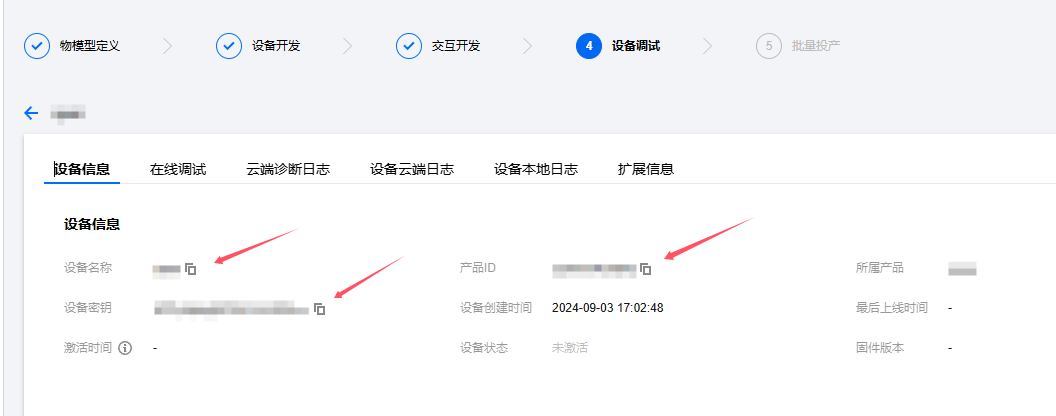 物模型定义 设备开发 交互开发 4 设备调试 5 批量投产
设备信息 在线调试 云端诊断日志 设备云端日志 设备本地日志 扩展信息
设备信息
设备名称 产品ID 所属产品
设备密钥 设备创建时间 2024-09-03 17:02:48 最后上线时间 -
激活时间 - 设备状态 未激活 固件版本 -